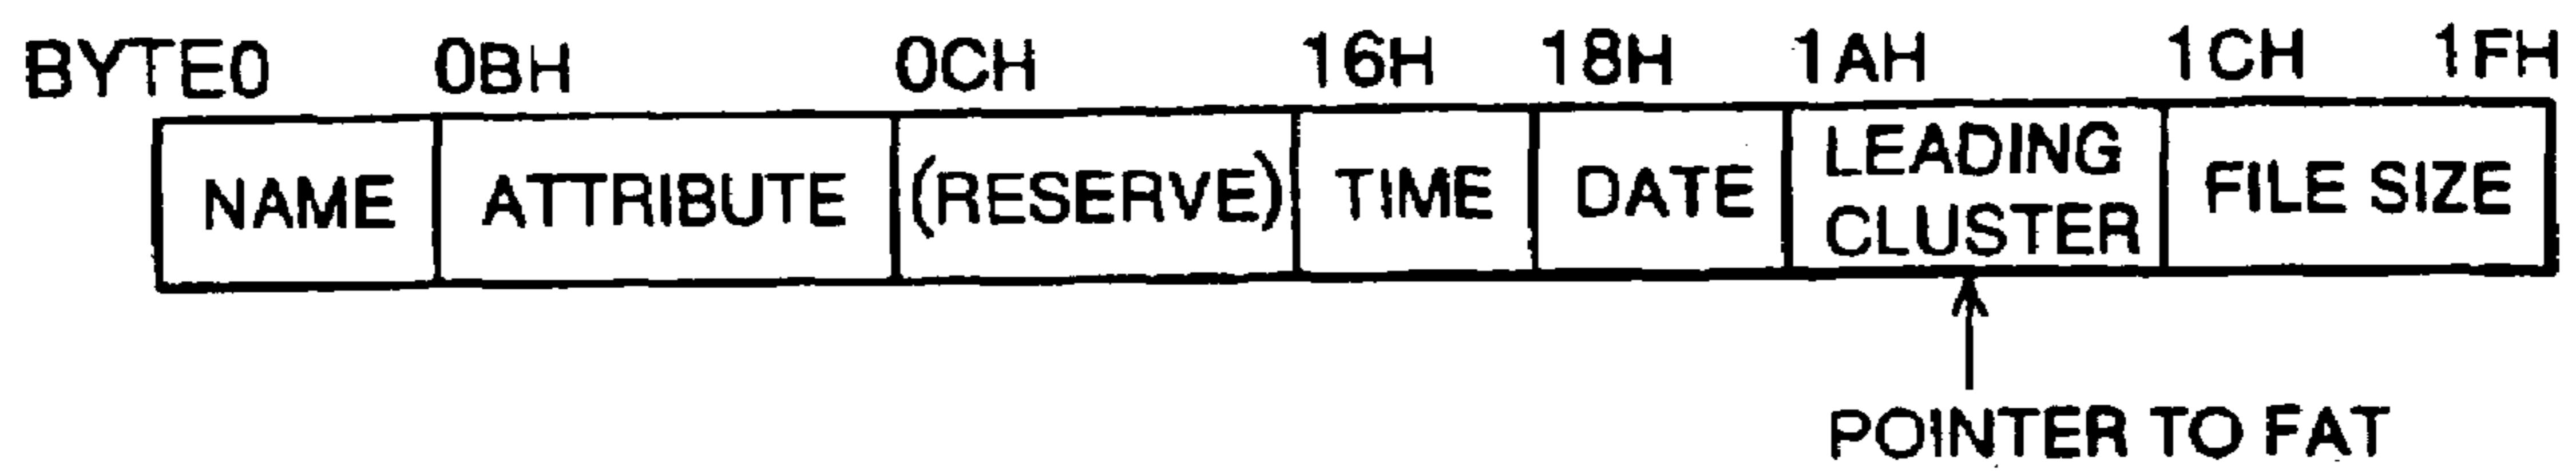 BYTE0 0BH 0CH 16H 18H 1AH 1CH 1FH
NAME ATTRIBUTE (RESERVE) TIME DATE LEADING CLUSTER FILE SIZE
POINTER TO FAT